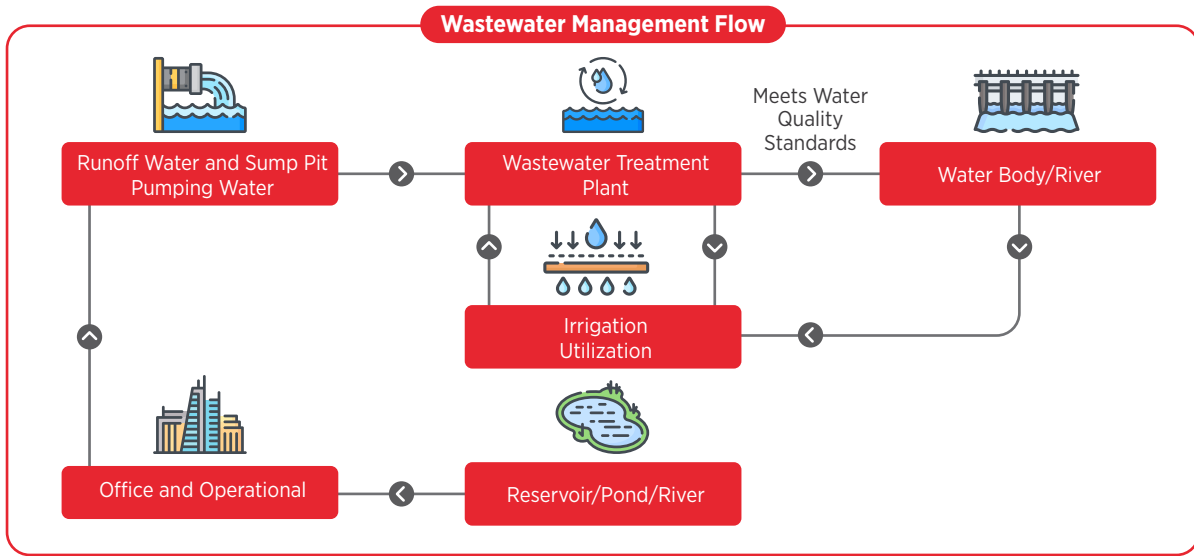 Wastewater Management Flow
Meets Water
Quality
Standards
Runoff Water and Sump Pit
Pumping Water
Wastewater Treatment
Plant
Water Body/River
Irrigation
Utilization
Office and Operational
Reservoir/Pond/River